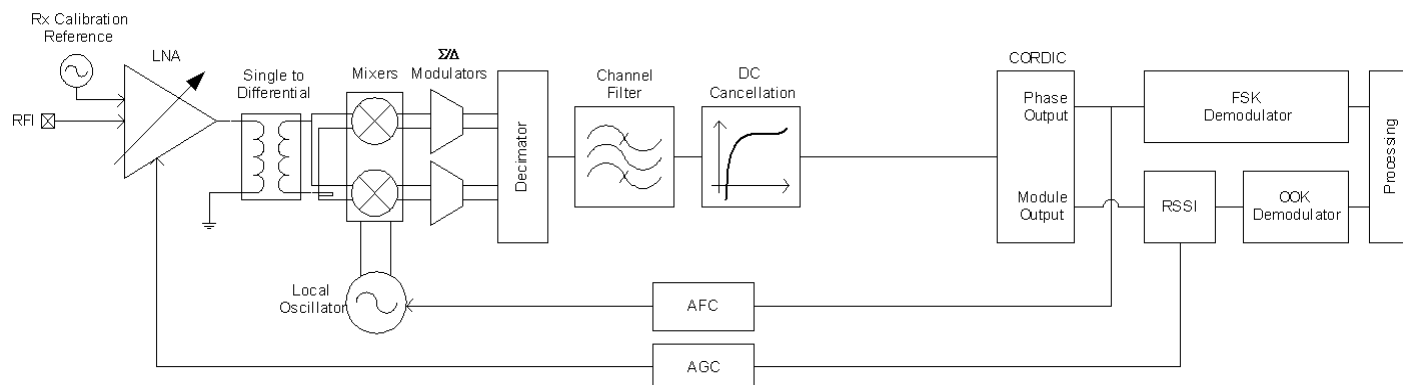 Rx Calibration
Reference
LNA
RFI
Single to
Differential
Mixers
Σ/Δ
Modulators
Decimator
Channel
Filter
DC
Cancellation
CORDIC
Phase
Output
Module
Output
FSK
Demodulator
RSSI
OOK
Demodulator
Processing
Local
Oscillator
AFC
AGC